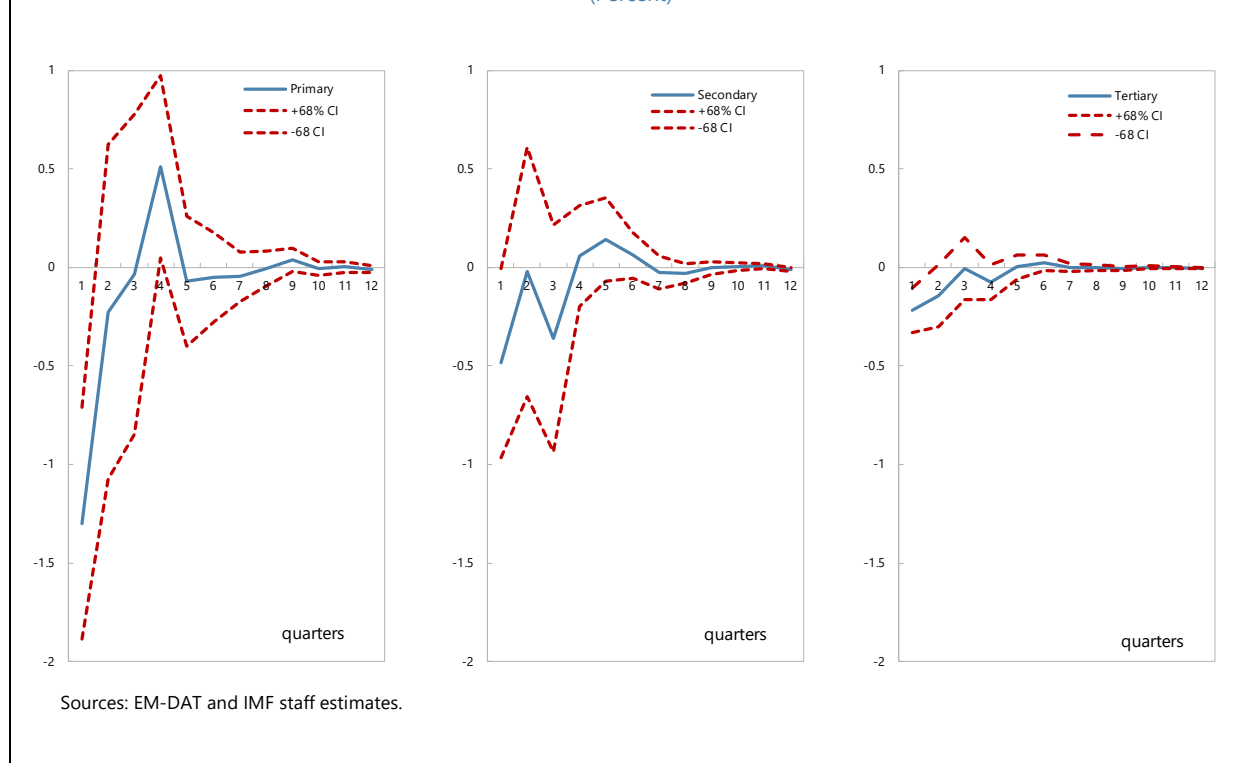 (Percent)
1
0.5
0
-0.5
-1
-1.5
-2
1 2 3 4 5 6 7 8 9 10 11 12
Primary
+68% CI
-68 CI
quarters
1
0.5
0
-0.5
-1
-1.5
-2
1 2 3 4 5 6 7 8 9 10 11 12
Secondary
+68% CI
-68 CI
quarters
1
0.5
0
-0.5
-1
-1.5
-2
1 2 3 4 5 6 7 8 9 10 11 12
Tertiary
+68% CI
-68 CI
quarters
Sources: EM-DAT and IMF staff estimates.